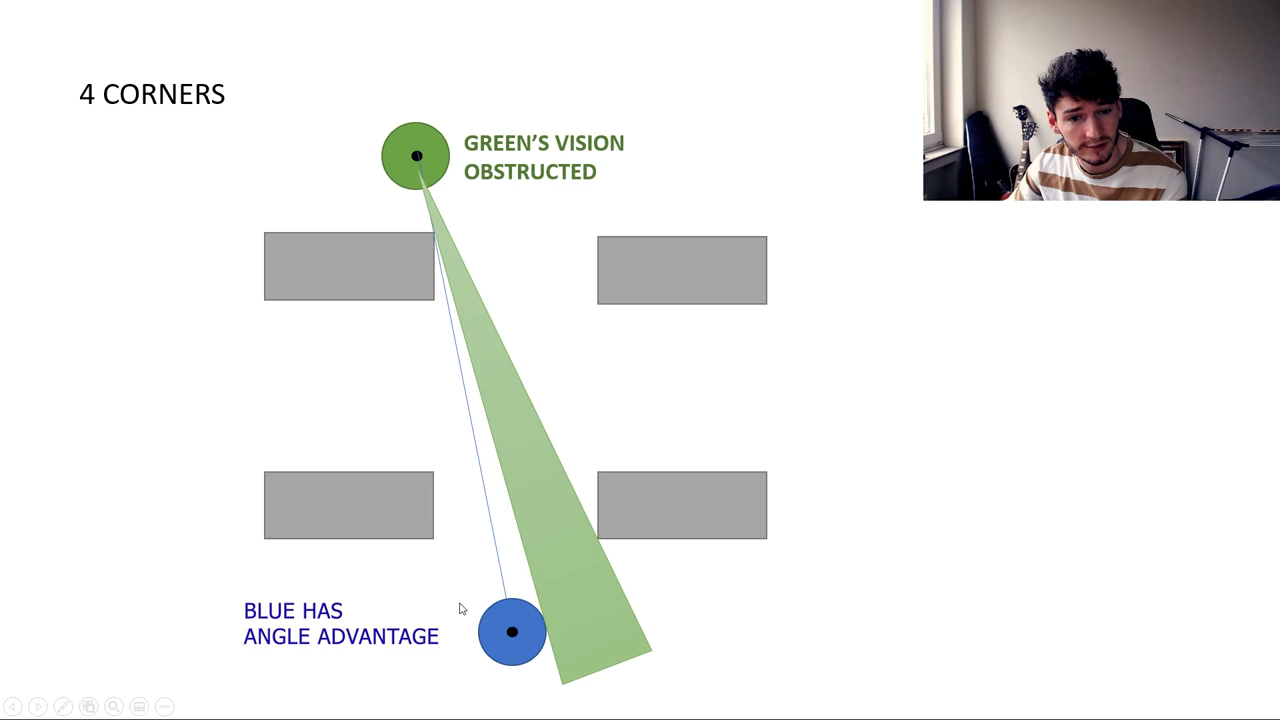 4 CORNERS
GREEN'S VISION
OBSTRUCTED
BLUE HAS
ANGLE ADVANTAGE